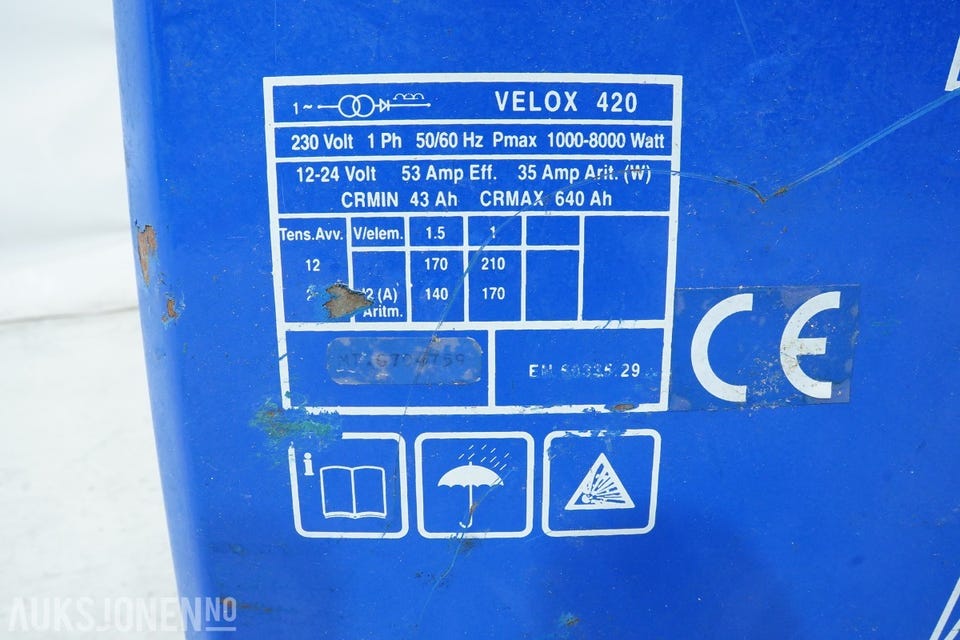 1~ VELOX 420
230 Volt 1 Ph 50/60 Hz Pmax 1000-8000 Watt
12-24 Volt 53 Amp Eff. 35 Amp Arit. (W)
CRMIN 43 Ah CRMAX 640 Ah
Tens.Avv. V/elem. 1.5 1
12 170 210
(A) 140 170
Aritm.
EN 29
CE
i
AUKSJONEN NO